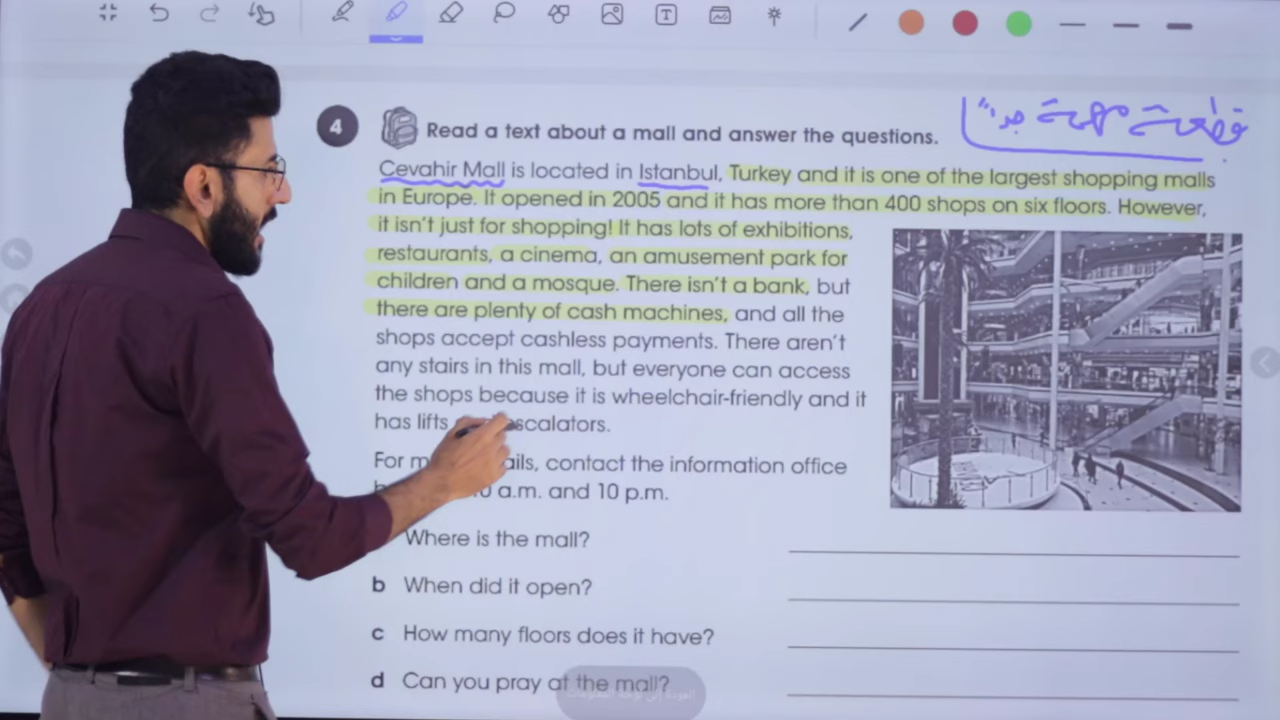 قطعة مهمة جداً
4 Read a text about a mall and answer the questions.
Cevahir Mall is located in Istanbul, Turkey and it is one of the largest shopping malls
in Europe. It opened in 2005 and it has more than 400 shops on six floors. However,
it isn't just for shopping! It has lots of exhibitions,
restaurants, a cinema, an amusement park for
children and a mosque. There isn't a bank, but
there are plenty of cash machines, and all the
shops accept cashless payments. There aren't
any stairs in this mall, but everyone can access
the shops because it is wheelchair-friendly and it
has lifts escalators.
For ails, contact the information office
a.m. and 10 p.m.
Where is the mall?
b When did it open?
c How many floors does it have?
d Can you pray at the mall?
العودة إلى لوحة المعلومات